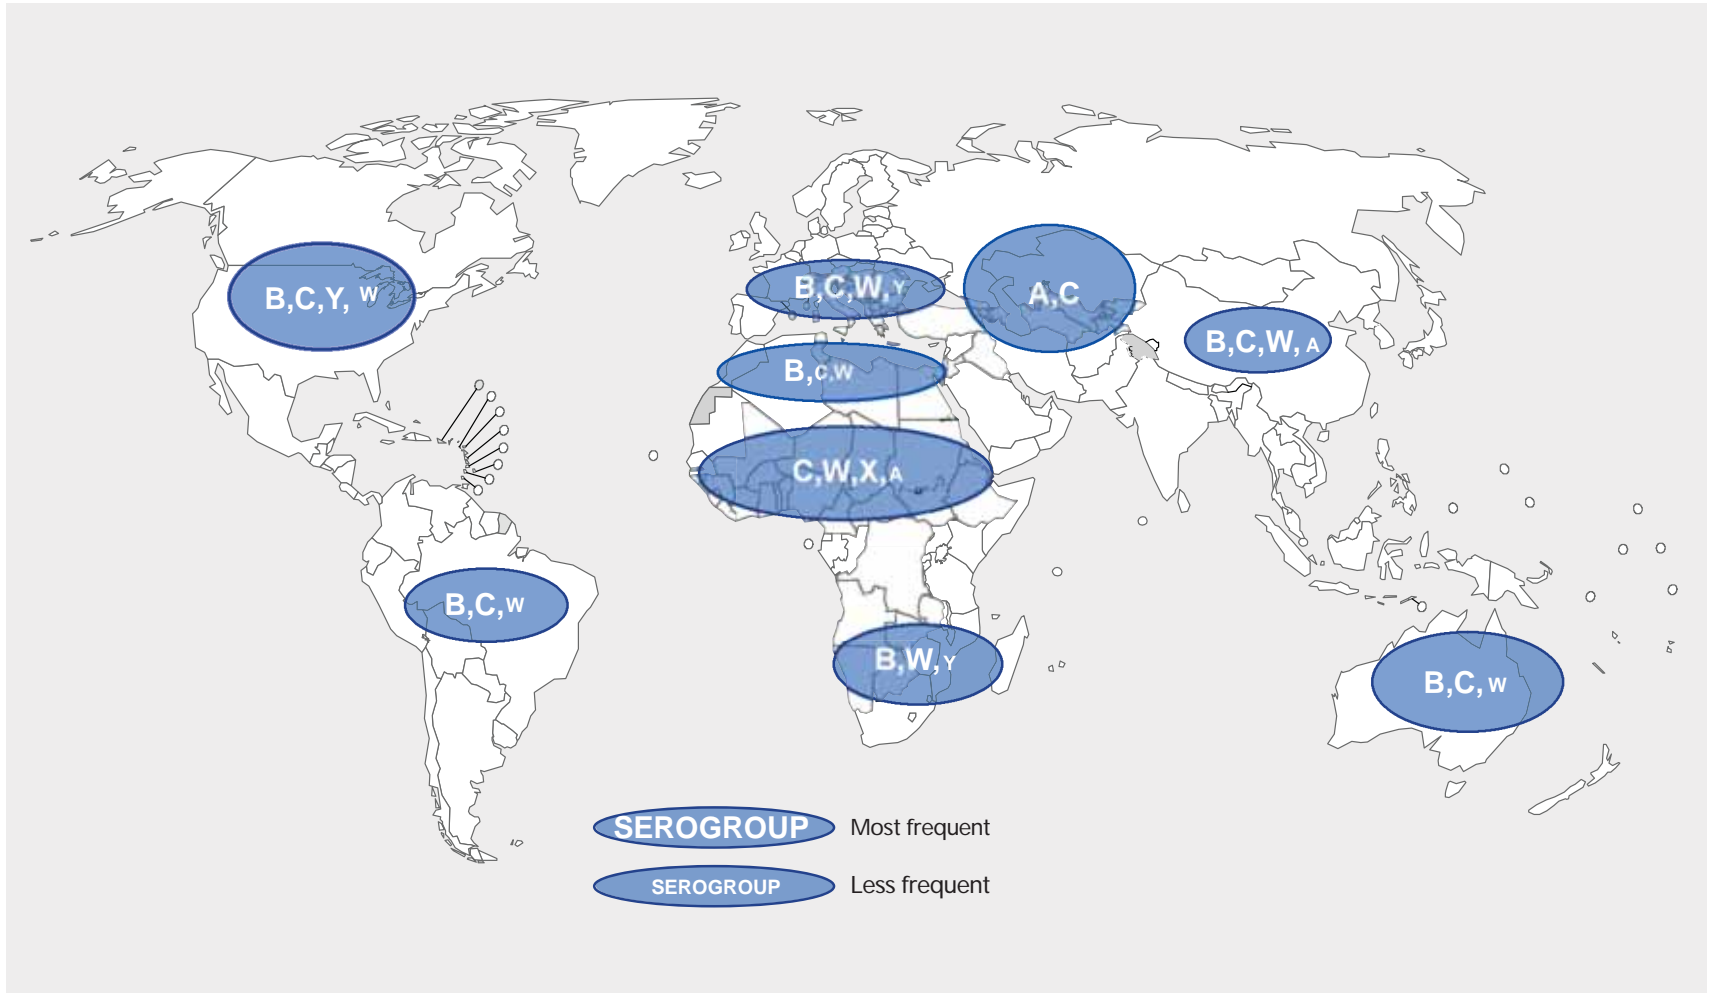 B,C,Y, W
B,C,W,Y
A,C
B,C,W, A
B,C,W
C,W,X,A
B,C,W
B,W,Y
B,C, W
SEROGROUP Most frequent
SEROGROUP Less frequent